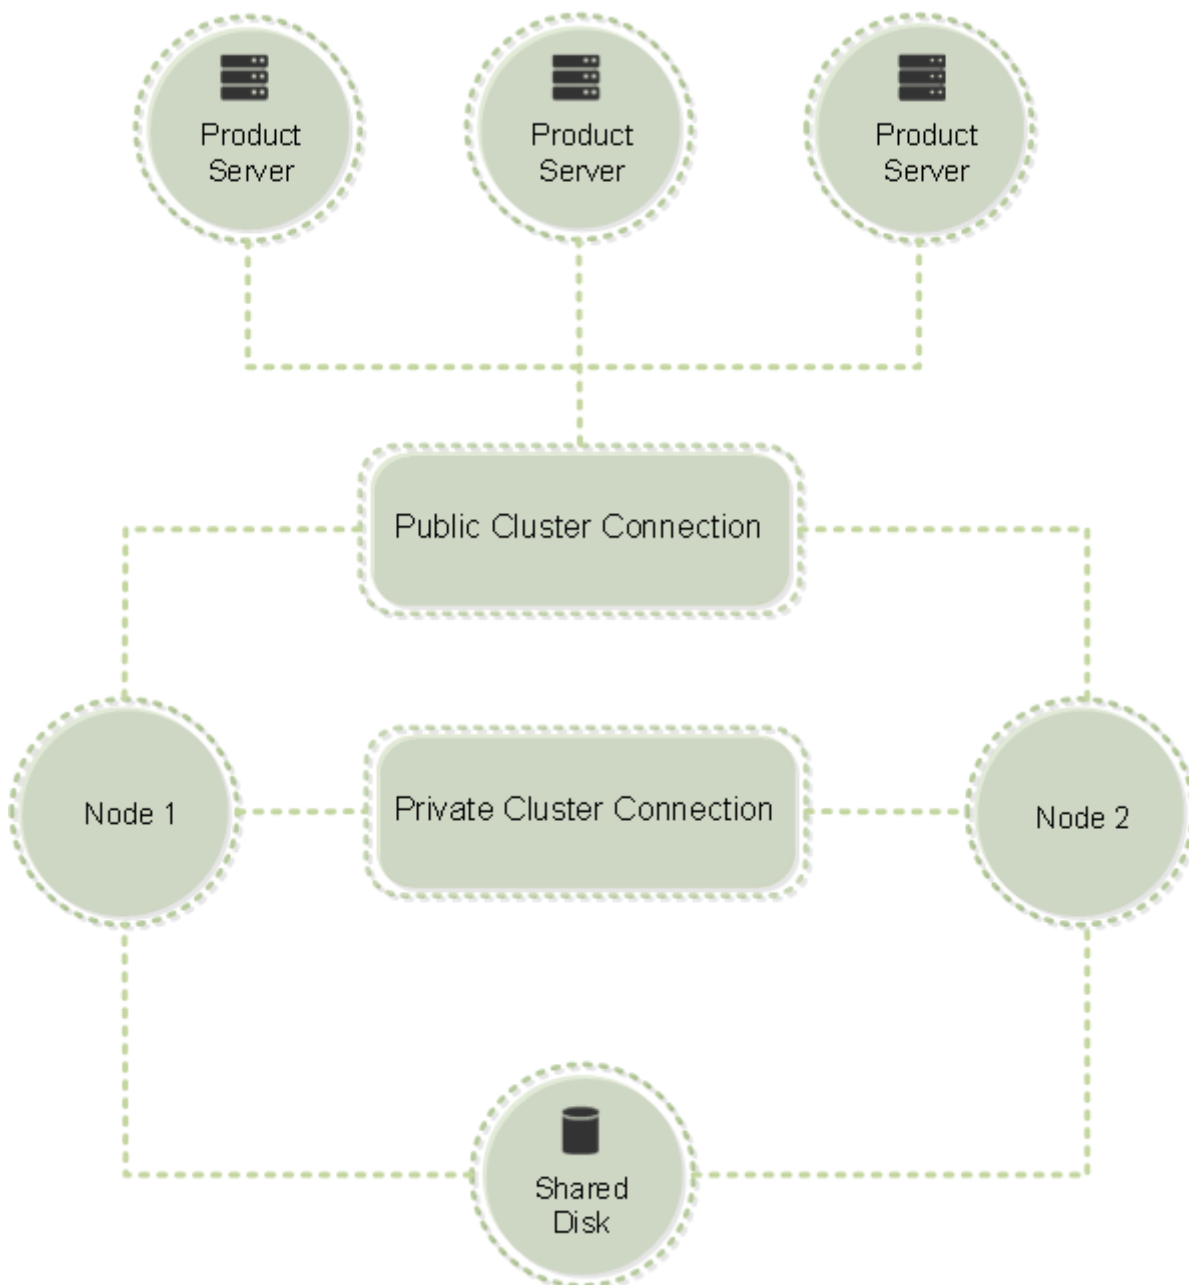 Product
Server
Product
Server
Product
Server
Public Cluster Connection
Node 1
Private Cluster Connection
Node 2
Shared
Disk